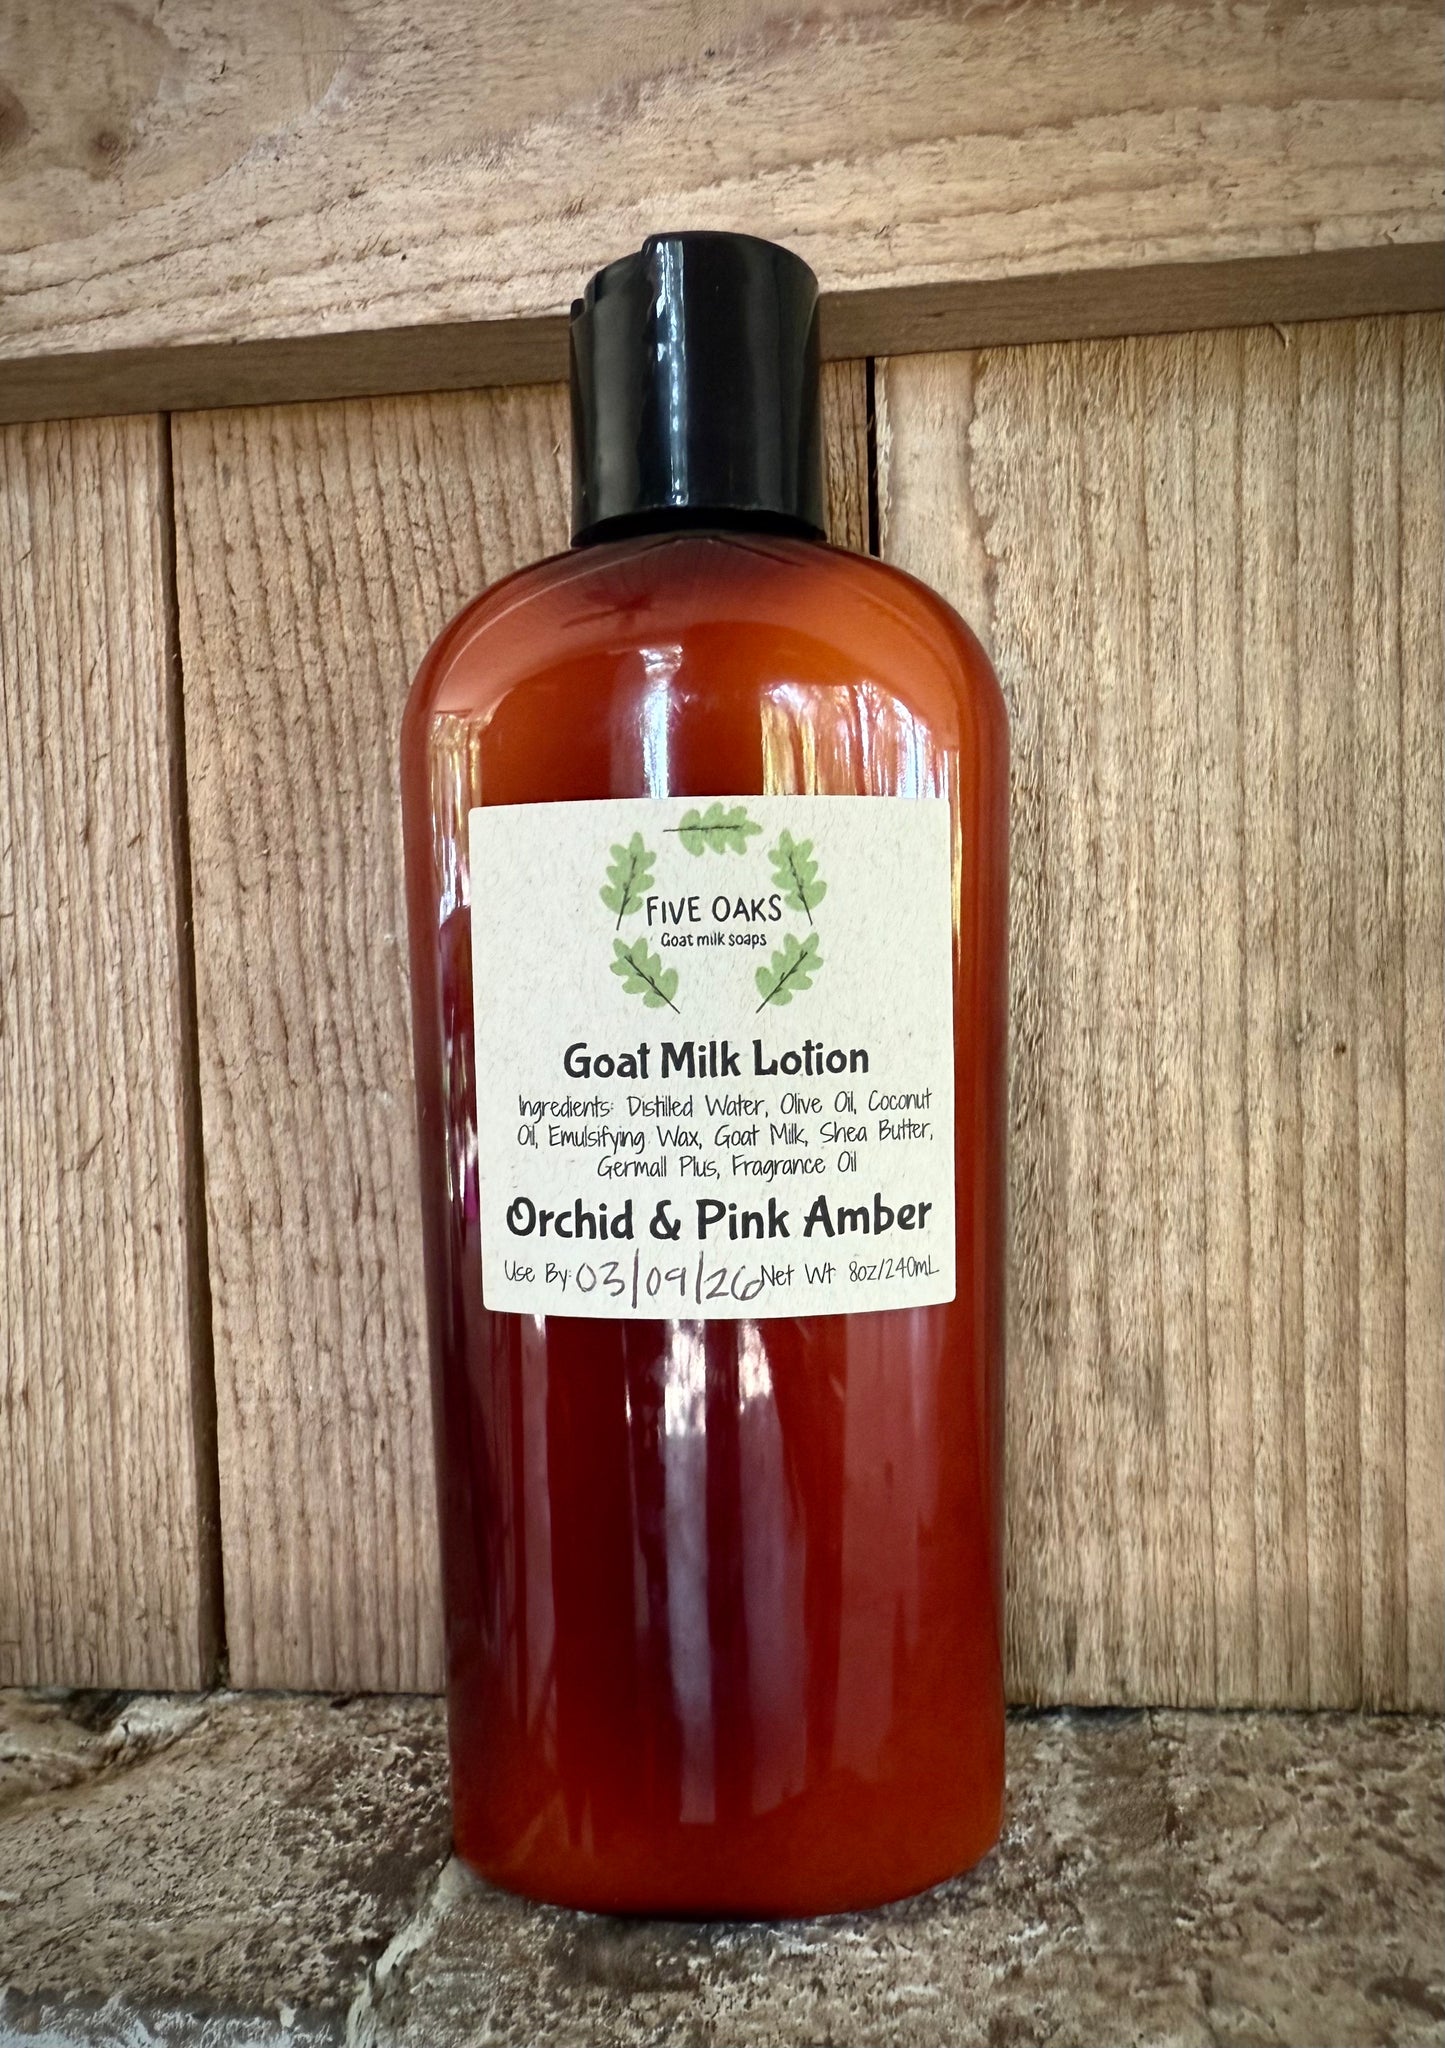 FIVE OAKS
Goat milk soaps
Goat Milk Lotion
Ingredients: Distilled Water, Olive Oil, Coconut
Oil, Emulsifying Wax, Goat Milk, Shea Butter,
Germall Plus, Fragrance Oil
Orchid & Pink Amber
Use By: 03/09/26 Net Wt 8oz/240mL